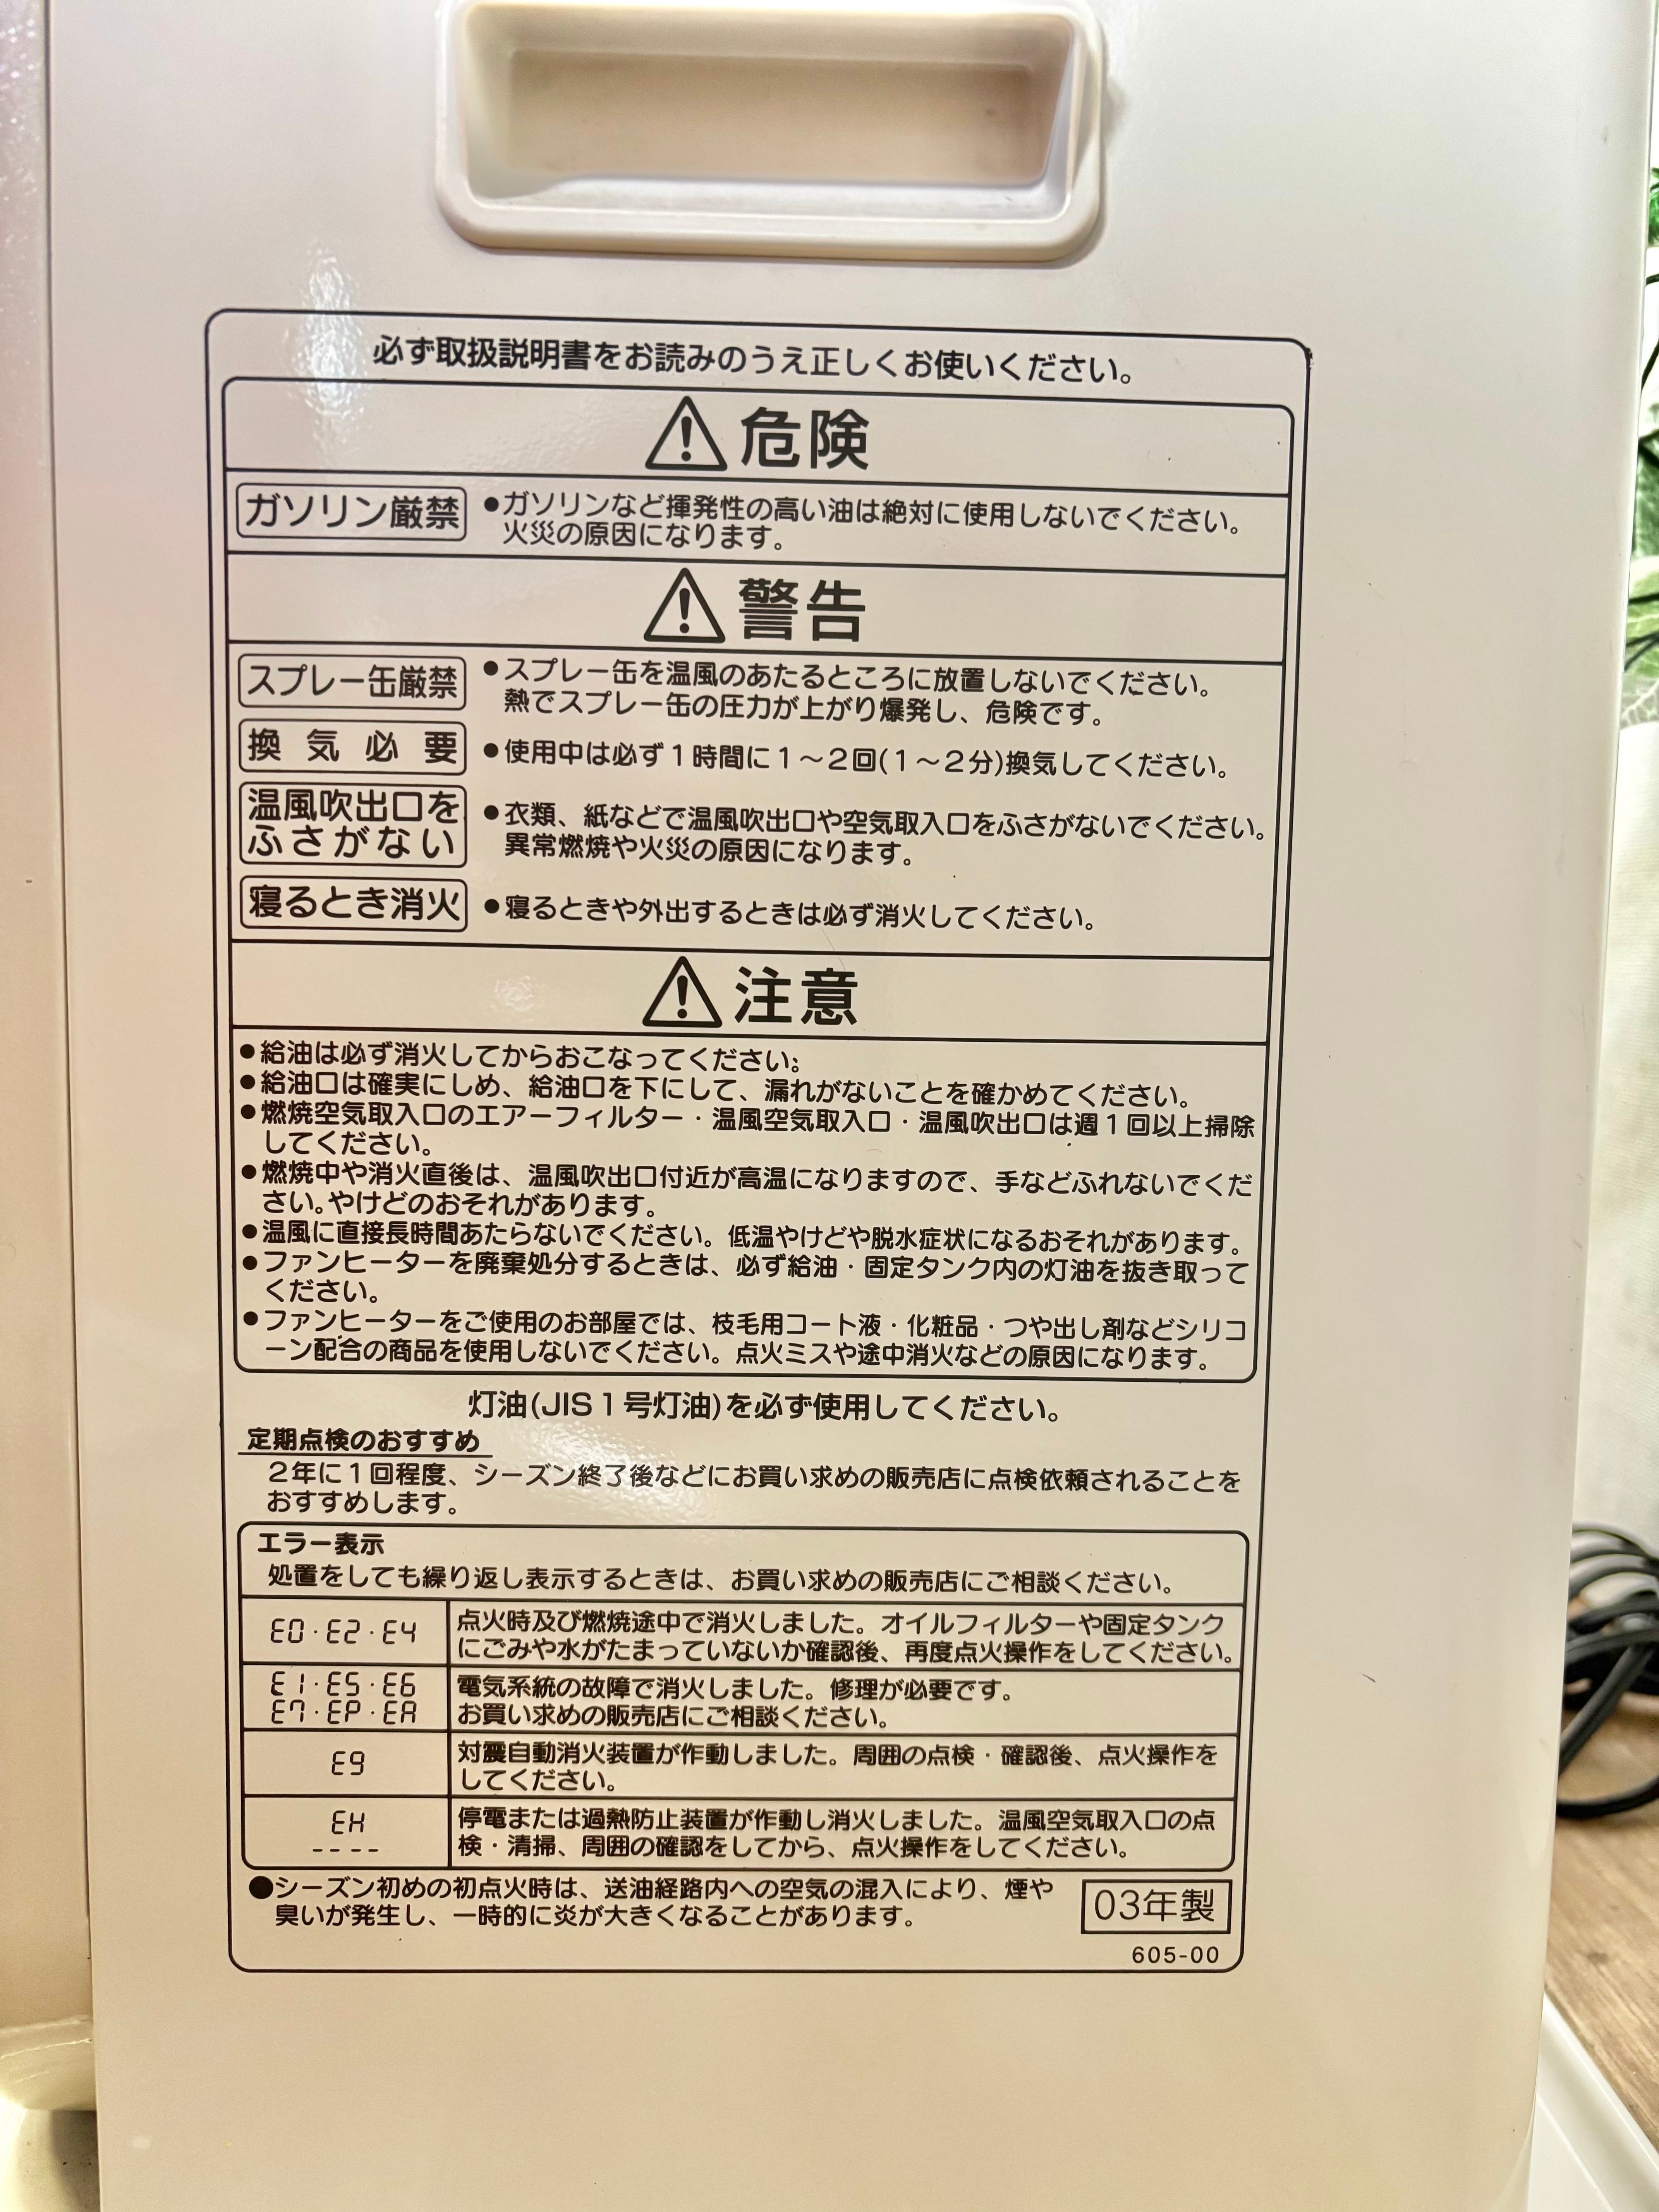 必ず取扱説明書をお読みのうえ正しくお使いください。
危険
ガソリン厳禁
●ガソリンなど揮発性の高い油は絶対に使用しないでください。
火災の原因になります。
警告
スプレー缶厳禁
●スプレー缶を温風のあたるところに放置しないでください。
熱でスプレー缶の圧力が上がり爆発し、危険です。
換気必要
●使用中は必ず1時間に1～2回(1～2分)換気してください。
温風吹出口を
ふさがない
●衣類、紙などで温風吹出口や空気取入口をふさがないでください。
異常燃焼や火災の原因になります。
寝るとき消火
●寝るときや外出するときは必ず消火してください。
注意
●給油は必ず消火してからおこなってください。
●給油口は確実にしめ、給油口を下にして、漏れがないことを確かめてください。
●燃焼空気取入口のエアーフィルター・温風空気取入口・温風吹出口は週1回以上掃除
してください。
●燃焼中や消火直後は、温風吹出口付近が高温になりますので、手などふれないでくだ
さい。やけどのおそれがあります。
●温風に直接長時間あたらないでください。低温やけどや脱水症状になるおそれがあります。
●ファンヒーターを廃棄処分するときは、必ず給油・固定タンク内の灯油を抜き取って
ください。
●ファンヒーターをご使用のお部屋では、枝毛用コート液・化粧品・つや出し剤などシリコ
ーン配合の商品を使用しないでください。点火ミスや途中消火などの原因になります。
灯油(JIS1号灯油)を必ず使用してください。
定期点検のおすすめ
2年に1回程度、シーズン終了後などにお買い求めの販売店に点検依頼されることを
おすすめします。
エラー表示
処置をしても繰り返し表示するときは、お買い求めの販売店にご相談ください。
E0・E2・E4
点火時及び燃焼途中で消火しました。オイルフィルターや固定タンク
にごみや水がたまっていないか確認後、再度点火操作をしてください。
E1・E5・E6
E7・EP・EA
電気系統の故障で消火しました。修理が必要です。
お買い求めの販売店にご相談ください。
E9
対震自動消火装置が作動しました。周囲の点検・確認後、点火操作を
してください。
EH
----
停電または過熱防止装置が作動し消火しました。温風空気取入口の点
検・清掃、周囲の確認をしてから、点火操作をしてください。
●シーズン初めの初点火時は、送油経路内への空気の混入により、煙や
臭いが発生し、一時的に炎が大きくなることがあります。
03年製
605-00